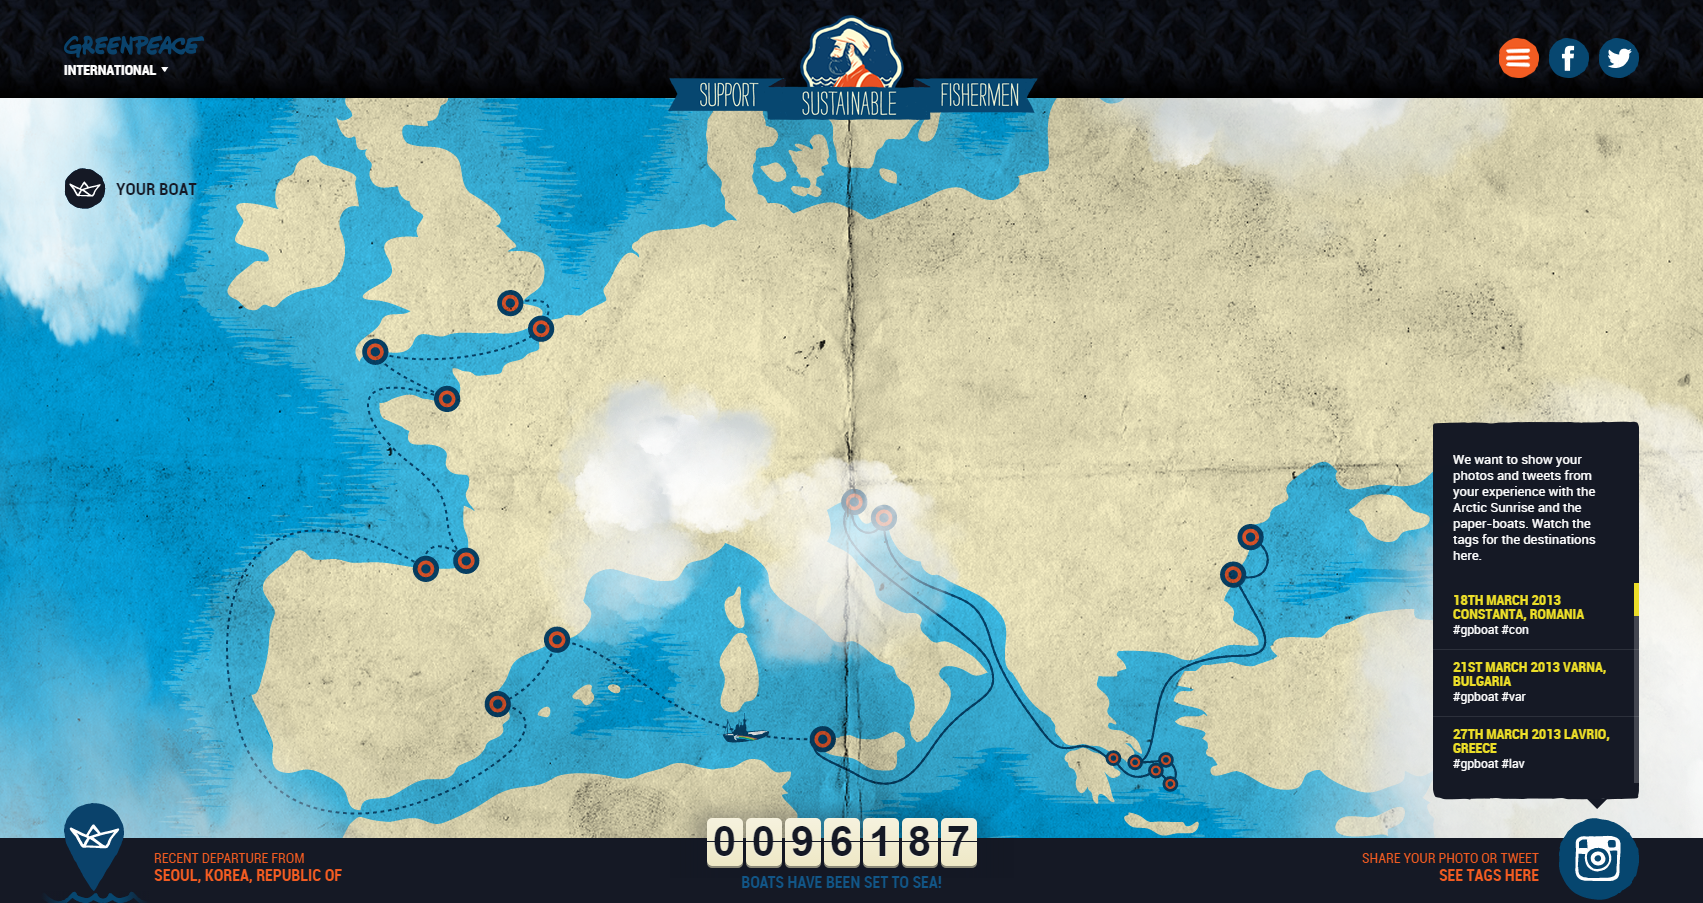 GREENPEACE
INTERNATIONAL
SUPPORT
SUSTAINABLE
FISHERMEN
YOUR BOAT
We want to show your
photos and tweets from
your experience with the
Arctic Sunrise and the
paper-boats. Watch the
tags for the destinations
here.
18TH MARCH 2013
CONSTANTA, ROMANIA
#gpboat #con
21ST MARCH 2013 VARNA,
BULGARIA
#gpboat #var
27TH MARCH 2013 LAVRIO,
GREECE
#gpboat #lav
RECENT DEPARTURE FROM
SEOUL, KOREA, REPUBLIC OF
0096187
BOATS HAVE BEEN SET TO SEA!
SHARE YOUR PHOTO OR TWEET
SEE TAGS HERE